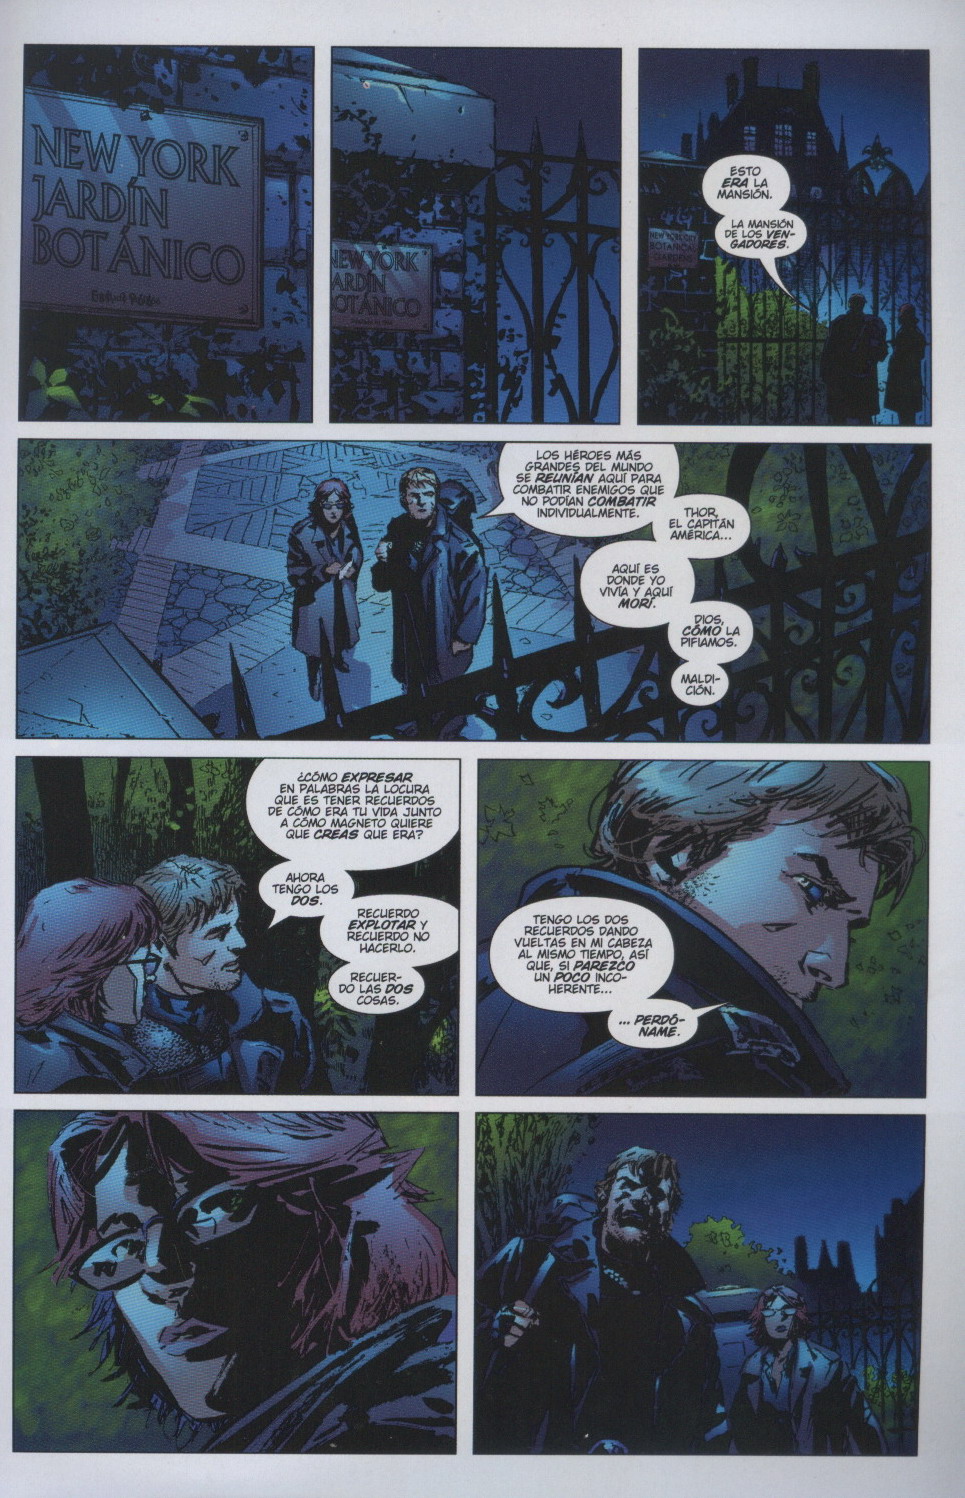 NEW YORK
JARDÍN
BOTÁNICO
NEW YORK
JARDÍN
BOTÁNICO
ESTO
ERA LA
MANSIÓN.
LA MANSIÓN
DE LOS VEN-
GADORES.
NEW YORK CITY
BOTANICAL
GARDENS
LOS HÉROES MÁS
GRANDES DEL MUNDO
SE REUNÍAN AQUÍ PARA
COMBATIR ENEMIGOS QUE
NO PODÍAN COMBATIR
INDIVIDUALMENTE.
THOR,
EL CAPITÁN
AMÉRICA...
AQUÍ ES
DONDE YO
VIVÍA Y AQUÍ
MORÍ.
DIOS,
CÓMO LA
PIFIAMOS.
MALDI-
CIÓN.
¿CÓMO EXPRESAR
EN PALABRAS LA LOCURA
QUE ES TENER RECUERDOS
DE CÓMO ERA TU VIDA JUNTO
A CÓMO MAGNETO QUIERE
QUE CREAS QUE ERA?
AHORA
TENGO LOS
DOS.
RECUERDO
EXPLOTAR Y
RECUERDO NO
HACERLO.
RECUER-
DO LAS DOS
COSAS.
TENGO LOS DOS
RECUERDOS DANDO
VUELTAS EN MI CABEZA
AL MISMO TIEMPO, ASÍ
QUE, SI PAREZCO
UN POCO INCO-
HERENTE...
... PERDÓ-
NAME.